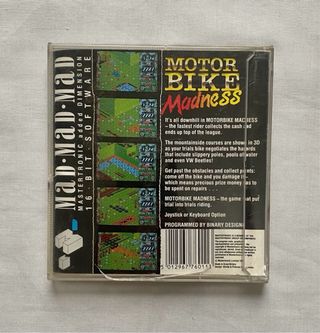 MAD·MAD·MAD
MASTERTRONIC added DIMENSION
16·BIT SOFTWARE
MOTOR
BIKE
Madness
It's all downhill in MOTORBIKE MADNESS
– the fastest rider collects the cash and
ends up top of the league.
The mountainside courses are shown in 3D
as your trials bike negotiates the hazards
that include slippery poles, pools of water
and even VW Beetles!
Get past the obstacles and collect points:
come off the bike and you damage it –
which means precious prize money has to
be spent on repairs
MOTORBIKE MADNESS – the game that put
trial into trials riding.
Joystick or Keyboard Option
PROGRAMMED BY BINARY DESIGN
5 012967 76011